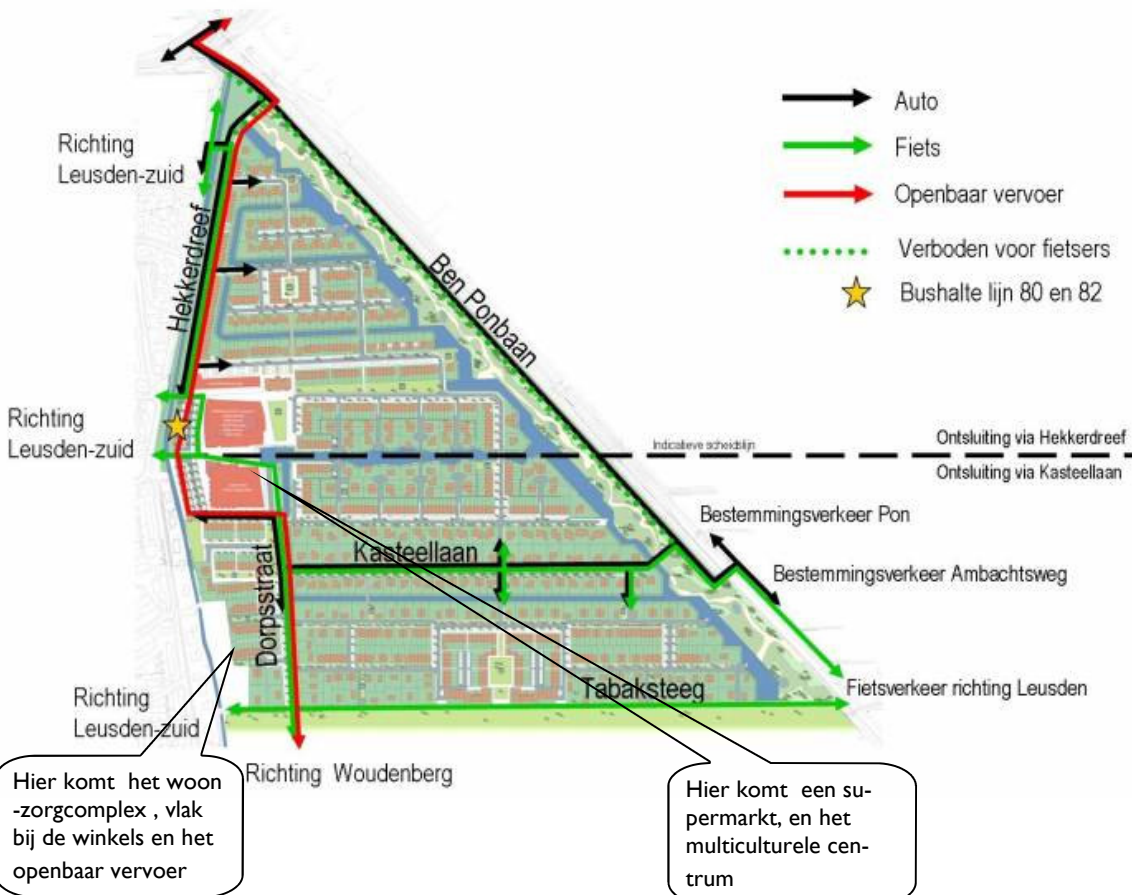 Auto
Fiets
Openbaar vervoer
Verboden voor fietsers
Bushalte lijn 80 en 82
Richting
Leusden-zuid
Hekkerdreef
Ben Ponbaan
Richting
Leusden-zuid
Indicatieve scheidslijn
Ontsluiting via Hekkerdreef
Ontsluiting via Kasteellaan
Bestemmingsverkeer Pon
Kasteellaan
Bestemmingsverkeer Ambachtsweg
Dorpsstraat
Tabaksteeg
Fietsverkeer richting Leusden
Richting
Leusden-zuid
Richting Woudenberg
Hier komt het woon
-zorgcomplex , vlak
bij de winkels en het
openbaar vervoer
Hier komt een su-
permarkt, en het
multiculturele cen-
trum